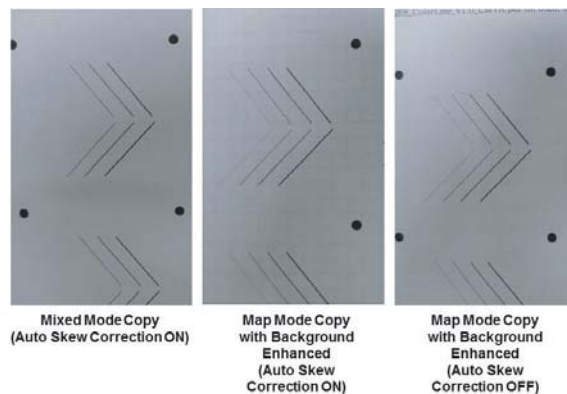 Mixed Mode Copy
(Auto Skew Correction ON)
Map Mode Copy
with Background
Enhanced
(Auto Skew
Correction ON)
Map Mode Copy
with Background
Enhanced
(Auto Skew
Correction OFF)